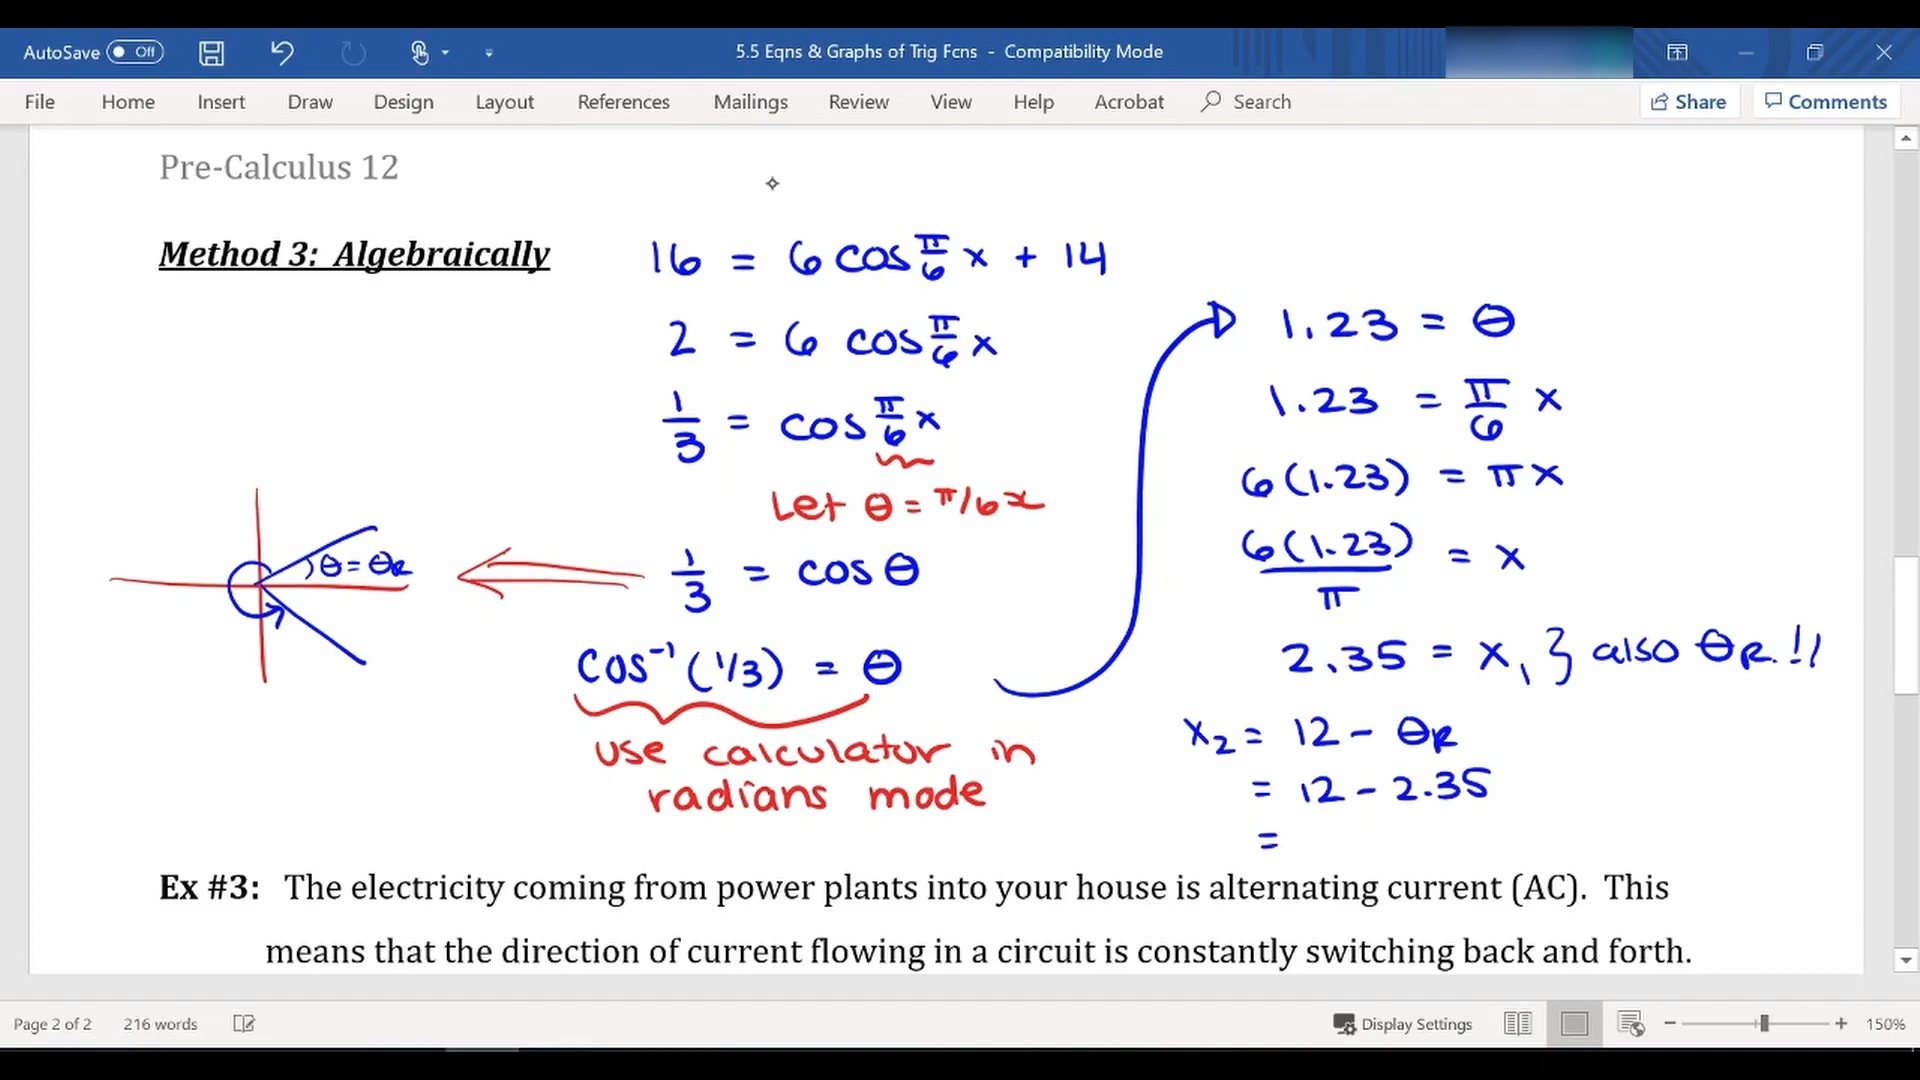 AutoSave Off 5.5 Eqns & Graphs of Trig Fcns - Compatibility Mode
File Home Insert Draw Design Layout References Mailings Review View Help Acrobat Search Share Comments
Pre-Calculus 12
Method 3: Algebraically
16 = 6 cos π/6 x + 14
2 = 6 cos π/6 x
1/3 = cos π/6 x
Let θ = π/6 x
1/3 = cos θ
θ = θR
cos⁻¹(1/3) = θ
use calculator in
radians mode
1.23 = θ
1.23 = π/6 x
6(1.23) = πx
6(1.23)/π = x
2.35 = x₁ } also θR !!
x₂ = 12 - θR
= 12 - 2.35
=
Ex #3: The electricity coming from power plants into your house is alternating current (AC). This
means that the direction of current flowing in a circuit is constantly switching back and forth.
Page 2 of 2 216 words Display Settings 150%